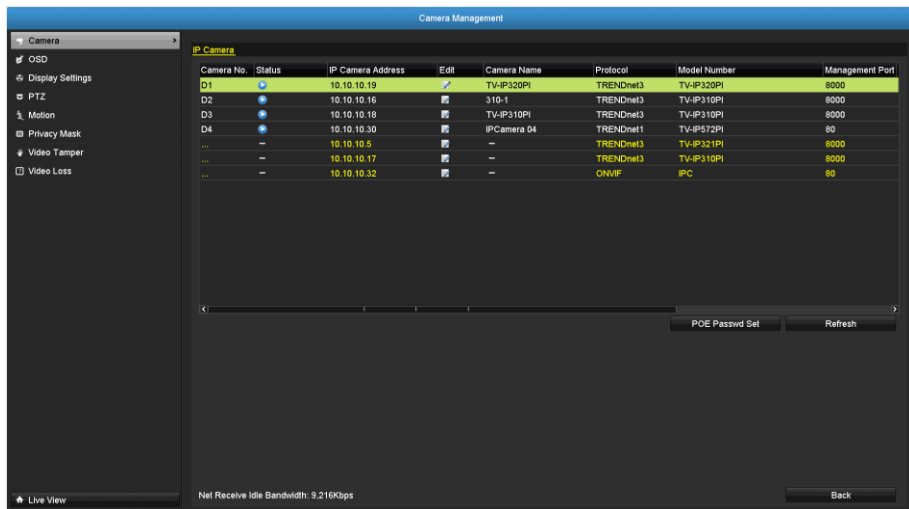 Camera Management
Camera
OSD
Display Settings
PTZ
Motion
Privacy Mask
Video Tamper
Video Loss
Live View
IP Camera
Camera No. Status IP Camera Address Edit Camera Name Protocol Model Number Management Port
D1 10.10.10.19 TV-IP320PI TRENDnet3 TV-IP320PI 8000
D2 10.10.10.16 310-1 TRENDnet3 TV-IP310PI 8000
D3 10.10.10.18 TV-IP310PI TRENDnet3 TV-IP310PI 8000
D4 10.10.10.30 IPCamera 04 TRENDnet1 TV-IP572PI 80
... – 10.10.10.5 – TRENDnet3 TV-IP321PI 8000
... – 10.10.10.17 – TRENDnet3 TV-IP310PI 8000
... – 10.10.10.32 – ONVIF IPC 80
POE Passwd Set Refresh
Net Receive Idle Bandwidth: 9,216Kbps Back